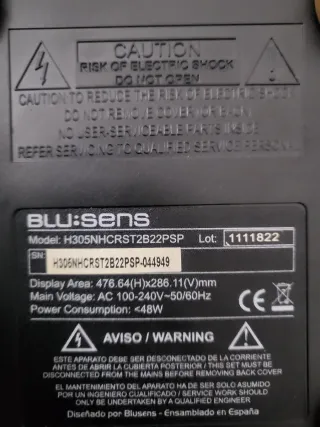 CAUTION
RISK OF ELECTRIC SHOCK
DO NOT OPEN
CAUTION TO REDUCE THE RISK OF ELECTRIC SHOCK
DO NOT REMOVE COVER (OR BACK)
NO USER-SERVICEABLE PARTS INSIDE
REFER SERVICING TO QUALIFIED SERVICE PERSONEL
BLU:SENS
Model: H305NHCRST2B22PSP Lot: 1111822
SN: H305NHCRST2B22PSP-044949
Display Area: 476.64(H)x286.11(V)mm
Main Voltage: AC 100-240V~50/60Hz
Power Consumption: <48W
CE
AVISO / WARNING
ESTE APARATO DEBE SER DESCONECTADO DE LA CORRIENTE
ANTES DE ABRIR LA CUBIERTA POSTERIOR / THIS SET MUST BE
DISCONNECTED FROM THE MAINS BEFORE REMOVING BACK COVER
EL MANTENIMIENTO DEL APARATO HA DE SER SOLO ASUMIDO
POR UN INGENIERO CUALIFICADO / SERVICE WORK SHOULD
ONLY BE UNDERTAKEN BY A QUALIFIED ENGINEER
Diseñado por Blusens - Ensamblado en España